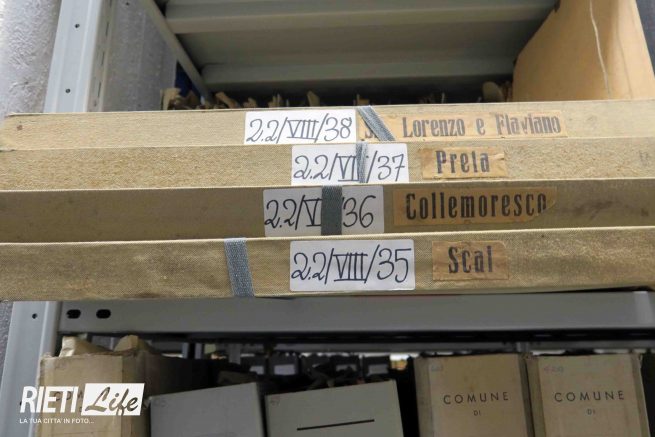 2.2/VIII/38 S. Lorenzo e Flaviano
2.2/VI /37 Preta
2.2/V /36 Collemoresco
2.2/VIII/35 Scai
COMUNE
DI
COMUNE
DI
RIETI Life
LA TUA CITTA' IN FOTO...